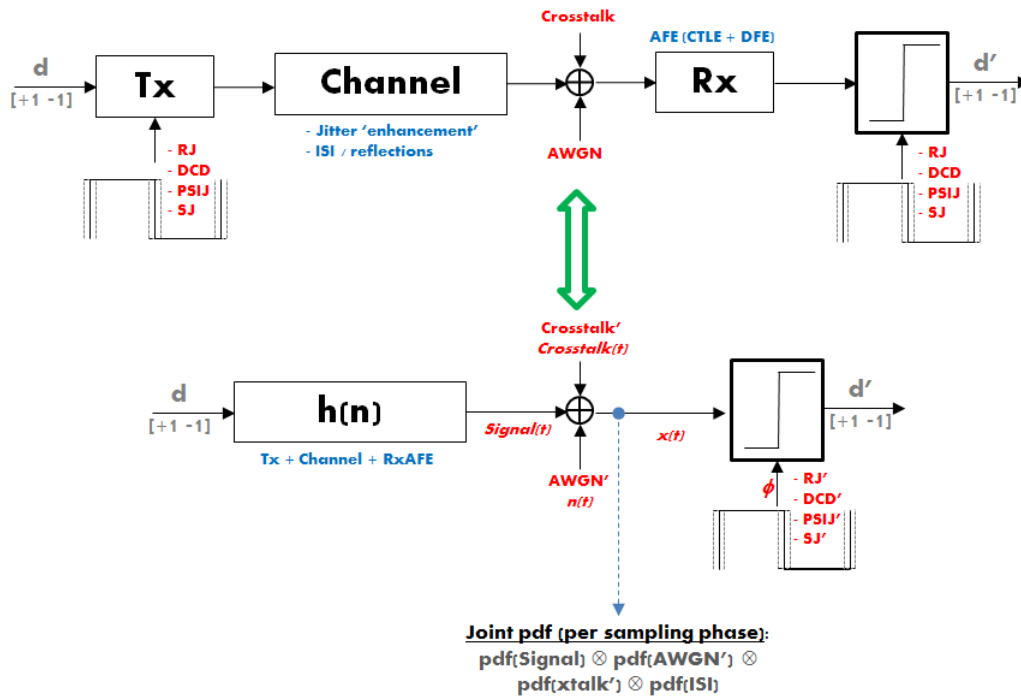 Crosstalk
AFE (CTLE + DFE)
d
[+1 -1]
Tx
Channel
Rx
d’
[+1 -1]
- Jitter ‘enhancement’
- ISI / reflections
AWGN
- RJ
- DCD
- PSIJ
- SJ
- RJ
- DCD
- PSIJ
- SJ
Crosstalk’
Crosstalk(t)
d
[+1 -1]
h(n)
Signal(t)
x(t)
d’
[+1 -1]
Tx + Channel + RxAFE
AWGN’
n(t)
ϕ
- RJ’
- DCD’
- PSIJ’
- SJ’
Joint pdf (per sampling phase):
pdf(Signal) ⊗ pdf(AWGN’) ⊗
pdf(xtalk’) ⊗ pdf(ISI)